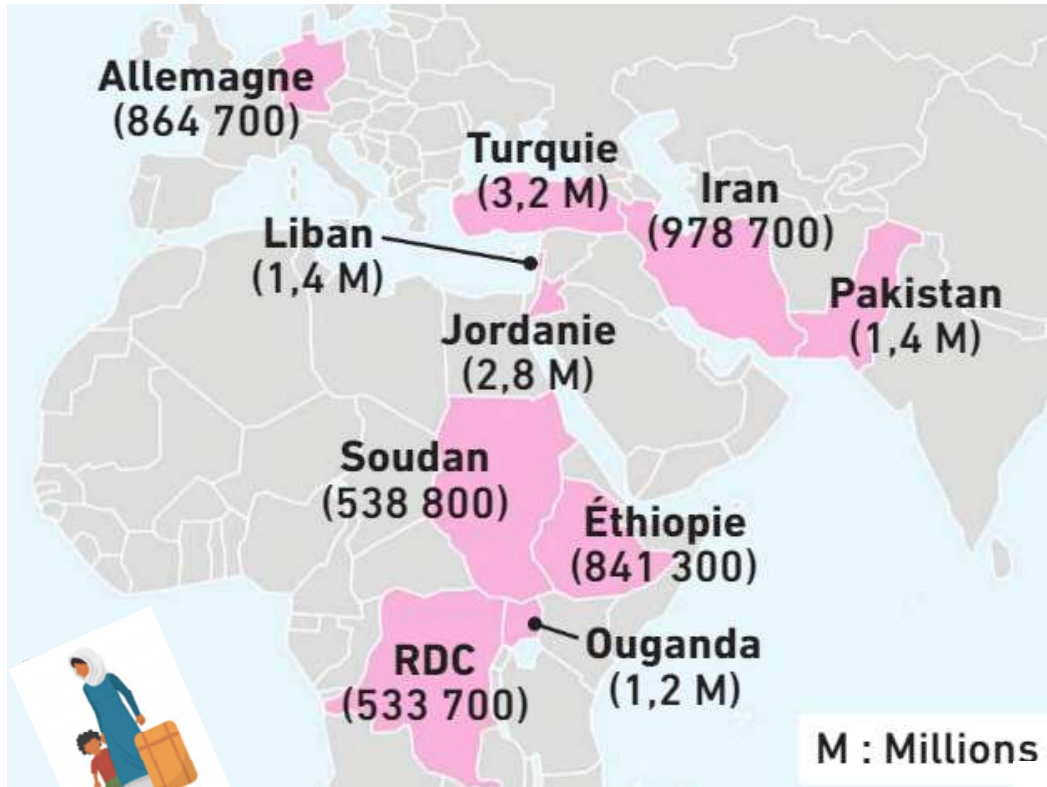 Allemagne
(864 700)
Turquie
(3,2 M)
Iran
(978 700)
Liban
(1,4 M)
Pakistan
(1,4 M)
Jordanie
(2,8 M)
Soudan
(538 800)
Éthiopie
(841 300)
Ouganda
(1,2 M)
RDC
(533 700)
M : Millions